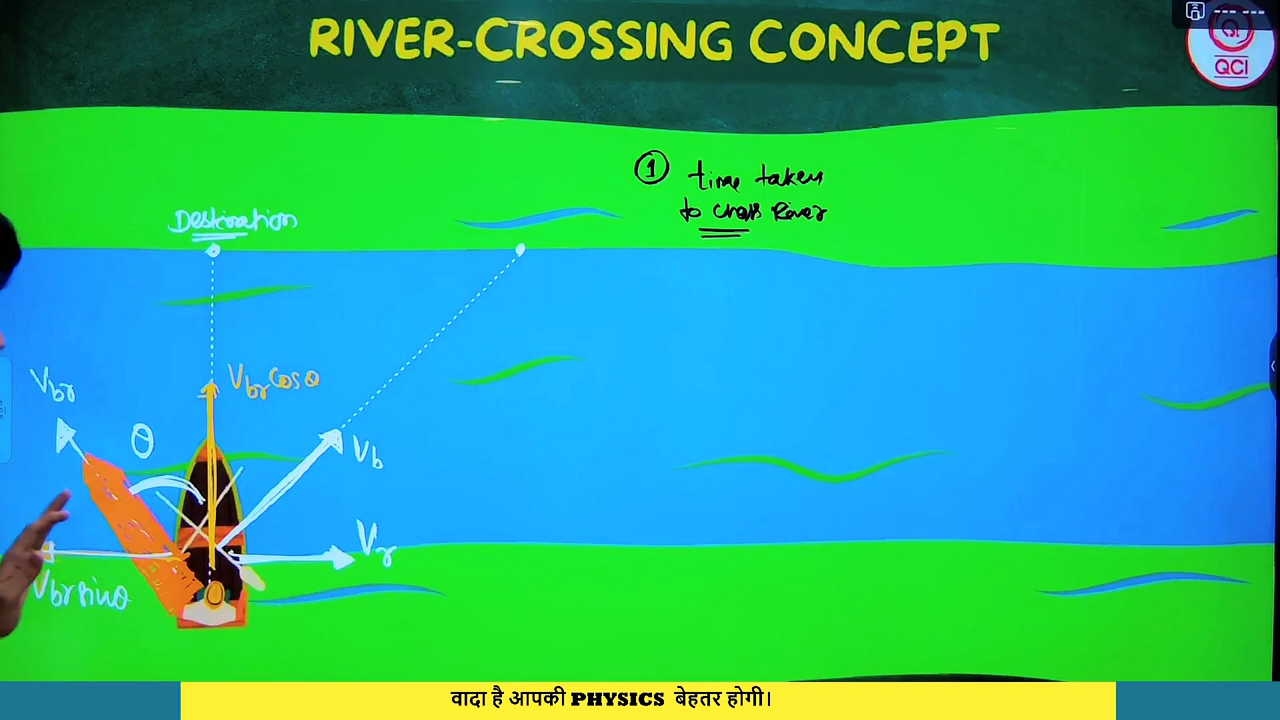 RIVER-CROSSING CONCEPT
QCI
① time taken
to cross River
Destination
Vbr cosθ
Vbr
θ
Vb
Vr
Vbr sinθ
वादा है आपकी PHYSICS बेहतर होगी।